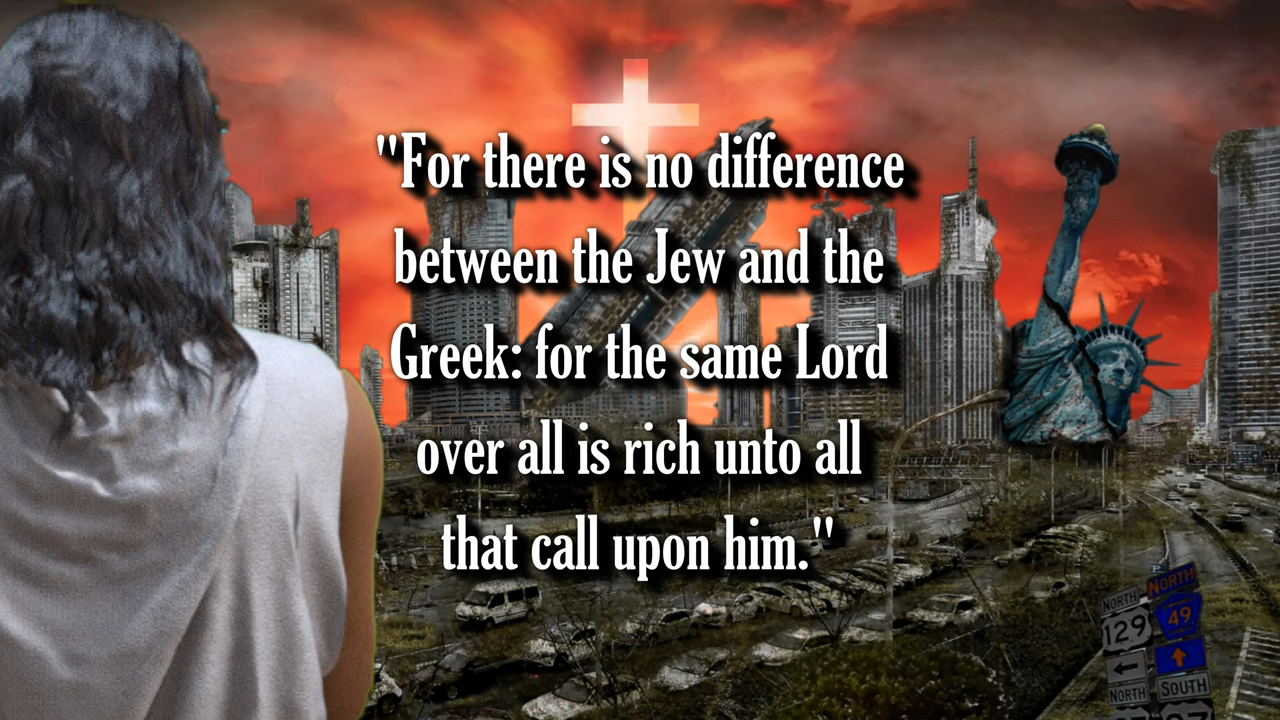 "For there is no difference
between the Jew and the
Greek: for the same Lord
over all is rich unto all
that call upon him."
NORTH
NORTH
129
49
NORTH
SOUTH